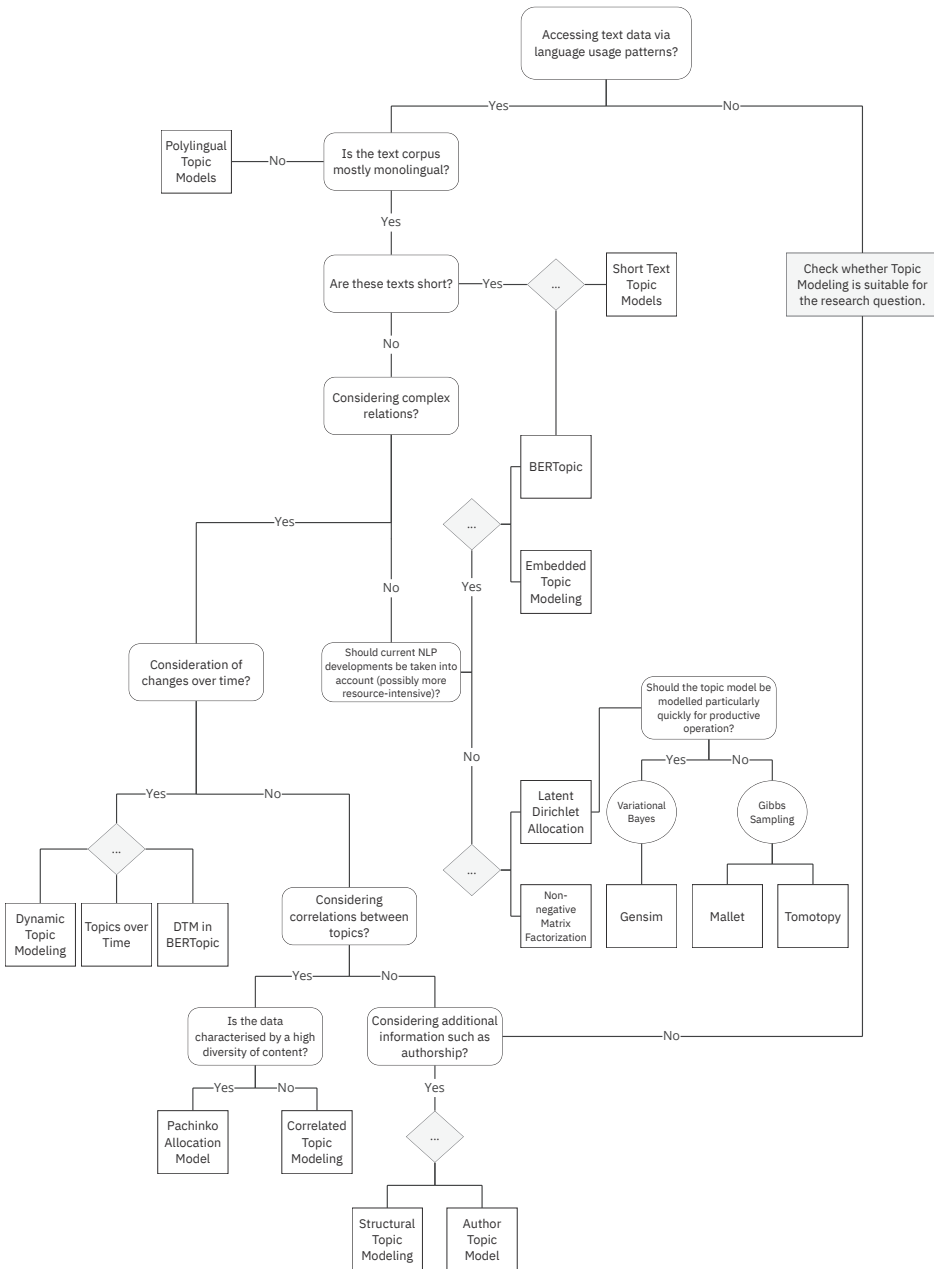 Accessing text data via
language usage patterns?
Yes
No
Polylingual
Topic
Models
No
Is the text corpus
mostly monolingual?
Yes
Are these texts short?
Yes
...
Short Text
Topic
Models
Check whether Topic
Modeling is suitable for
the research question.
No
Considering complex
relations?
BERTopic
...
Yes
Embedded
Topic
Modeling
Yes
No
Consideration of
changes over time?
Should current NLP
developments be taken into
account (possibly more
resource-intensive)?
Should the topic model be
modelled particularly
quickly for productive
operation?
No
Yes
No
Yes
No
Latent
Dirichlet
Allocation
Variational
Bayes
Gibbs
Sampling
...
...
Non-
negative
Matrix
Factorization
Gensim
Mallet
Tomotopy
Dynamic
Topic
Modeling
Topics over
Time
DTM in
BERTopic
Considering
correlations between
topics?
Yes
No
Is the data
characterised by a high
diversity of content?
Considering additional
information such as
authorship?
No
Yes
No
Yes
Pachinko
Allocation
Model
Correlated
Topic
Modeling
...
Structural
Topic
Modeling
Author
Topic
Model